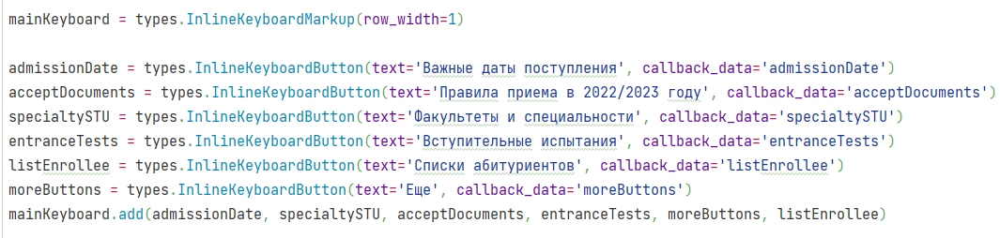 mainKeyboard = types.InlineKeyboardMarkup(row_width=1)
admissionDate = types.InlineKeyboardButton(text='Важные даты поступления', callback_data='admissionDate')
acceptDocuments = types.InlineKeyboardButton(text='Правила приема в 2022/2023 году', callback_data='acceptDocuments')
specialtySTU = types.InlineKeyboardButton(text='Факультеты и специальности', callback_data='specialtySTU')
entranceTests = types.InlineKeyboardButton(text='Вступительные испытания', callback_data='entranceTests')
listEnrollee = types.InlineKeyboardButton(text='Списки абитуриентов', callback_data='listEnrollee')
moreButtons = types.InlineKeyboardButton(text='Еще', callback_data='moreButtons')
mainKeyboard.add(admissionDate, specialtySTU, acceptDocuments, entranceTests, moreButtons, listEnrollee)